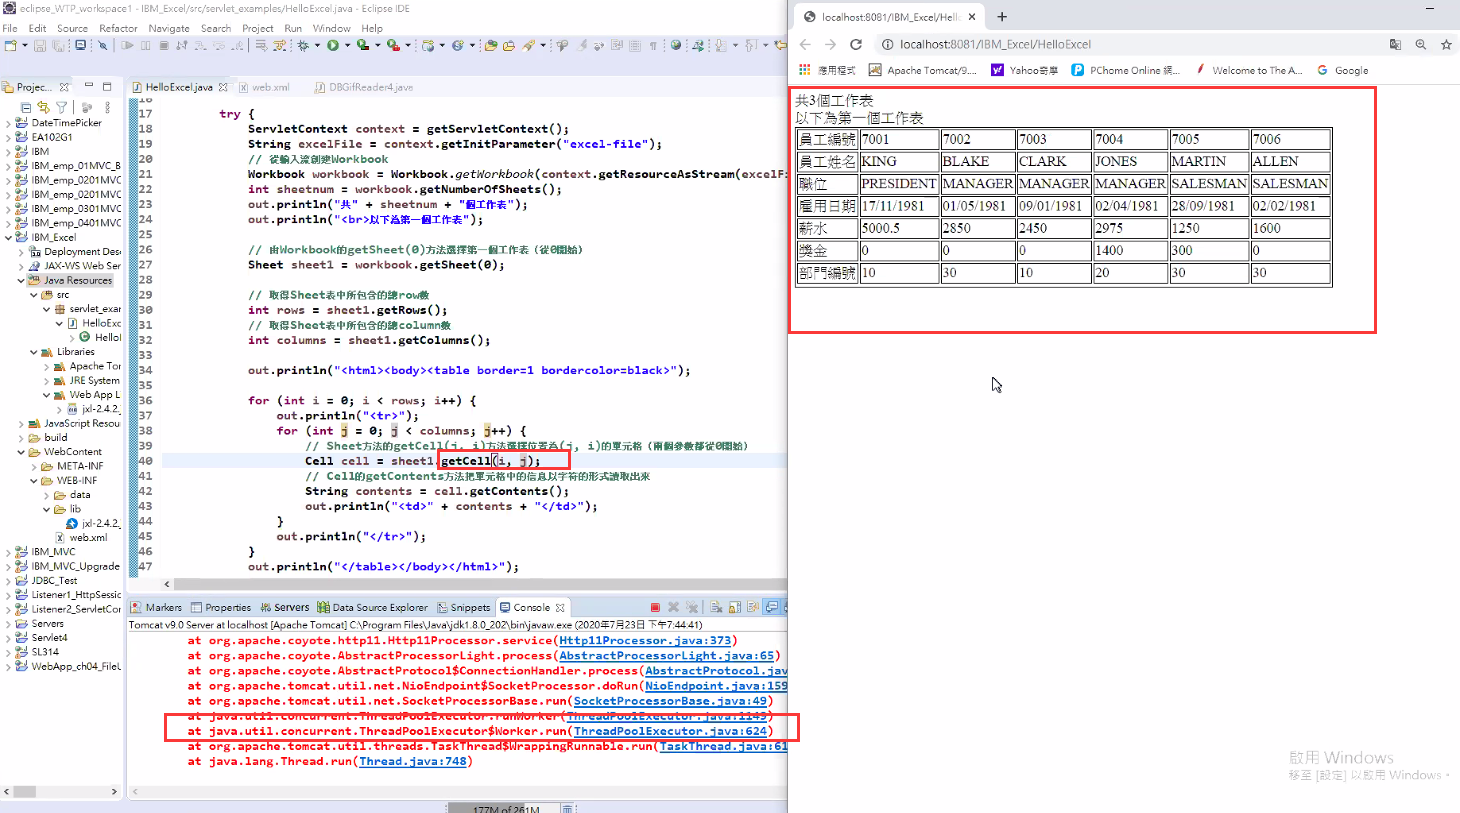 eclipse_WTP_workspace1 - IBM_Excel/src/servlet_examples/HelloExcel.java - Eclipse IDE
File Edit Source Refactor Navigate Search Project Run Window Help
Projec...
DateTimePicker
EA102G1
IBM
IBM_emp_01MVC_B
IBM_emp_0201MVC
IBM_emp_0202MVC
IBM_emp_0301MVC
IBM_emp_0401MVC
IBM_Excel
Deployment Des
JAX-WS Web Ser
Java Resources
src
servlet_exar
HelloExc
HelloI
Libraries
Apache Tom
JRE System
Web App L
jxl-2.4.2_
JavaScript Resou
build
WebContent
META-INF
WEB-INF
data
lib
jxl-2.4.2_
web.xml
IBM_MVC
IBM_MVC_Upgrade
JDBC_Test
Listener1_HttpSessi
Listener2_ServletCor
Servers
Servlet4
SL314
WebApp_ch04_FileU
HelloExcel.java web.xml DBGifReader4.java
16
17 try {
18 ServletContext context = getServletContext();
19 String excelFile = context.getInitParameter("excel-file");
20 // 從輸入流創建Workbook
21 Workbook workbook = Workbook.getWorkbook(context.getResourceAsStream(excelF
22 int sheetnum = workbook.getNumberOfSheets();
23 out.println("共" + sheetnum + "個工作表");
24 out.println("<br>以下為第一個工作表");
25
26 // 由Workbook的getSheet(0)方法選擇第一個工作表（從0開始）
27 Sheet sheet1 = workbook.getSheet(0);
28
29 // 取得Sheet表中所包含的總row數
30 int rows = sheet1.getRows();
31 // 取得Sheet表中所包含的總column數
32 int columns = sheet1.getColumns();
33
34 out.println("<html><body><table border=1 bordercolor=black>");
35
36 for (int i = 0; i < rows; i++) {
37 out.println("<tr>");
38 for (int j = 0; j < columns; j++) {
39 // Sheet方法的getCell(j, i)方法選擇位置為(j, i)的單元格（兩個參數都從0開始）
40 Cell cell = sheet1.getCell(i, j);
41 // Cell的getContents方法把單元格中的信息以字符的形式讀取出來
42 String contents = cell.getContents();
43 out.println("<td>" + contents + "</td>");
44 }
45 out.println("</tr>");
46 }
47 out.println("</table></body></html>");
Markers Properties Servers Data Source Explorer Snippets Console
Tomcat v9.0 Server at localhost [Apache Tomcat] C:\Program Files\Java\jdk1.8.0_202\bin\javaw.exe (2020年7月23日 下午7:44:41)
at org.apache.coyote.http11.Http11Processor.service(Http11Processor.java:373)
at org.apache.coyote.AbstractProcessorLight.process(AbstractProcessorLight.java:65)
at org.apache.coyote.AbstractProtocol$ConnectionHandler.process(AbstractProtocol.jav
at org.apache.tomcat.util.net.NioEndpoint$SocketProcessor.doRun(NioEndpoint.java:159
at org.apache.tomcat.util.net.SocketProcessorBase.run(SocketProcessorBase.java:49)
at java.util.concurrent.ThreadPoolExecutor.runWorker(ThreadPoolExecutor.java:1149)
at java.util.concurrent.ThreadPoolExecutor$Worker.run(ThreadPoolExecutor.java:624)
at org.apache.tomcat.util.threads.TaskThread$WrappingRunnable.run(TaskThread.java:61
at java.lang.Thread.run(Thread.java:748)
177M of 261M
localhost:8081/IBM_Excel/Hello
localhost:8081/IBM_Excel/HelloExcel
應用程式 Apache Tomcat/9.... Yahoo奇摩 PChome Online 網... Welcome to The A... Google
共3個工作表
以下為第一個工作表
員工編號 7001 7002 7003 7004 7005 7006
員工姓名 KING BLAKE CLARK JONES MARTIN ALLEN
職位 PRESIDENT MANAGER MANAGER MANAGER SALESMAN SALESMAN
雇用日期 17/11/1981 01/05/1981 09/01/1981 02/04/1981 28/09/1981 02/02/1981
薪水 5000.5 2850 2450 2975 1250 1600
獎金 0 0 0 1400 300 0
部門編號 10 30 10 20 30 30
啟用 Windows
移至 [設定] 以啟用 Windows。